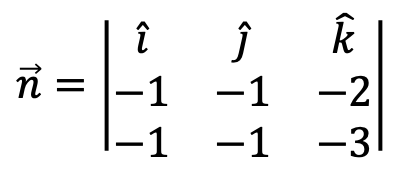 n⃗ = | î ĵ k̂ |
| −1 −1 −2 |
| −1 −1 −3 |